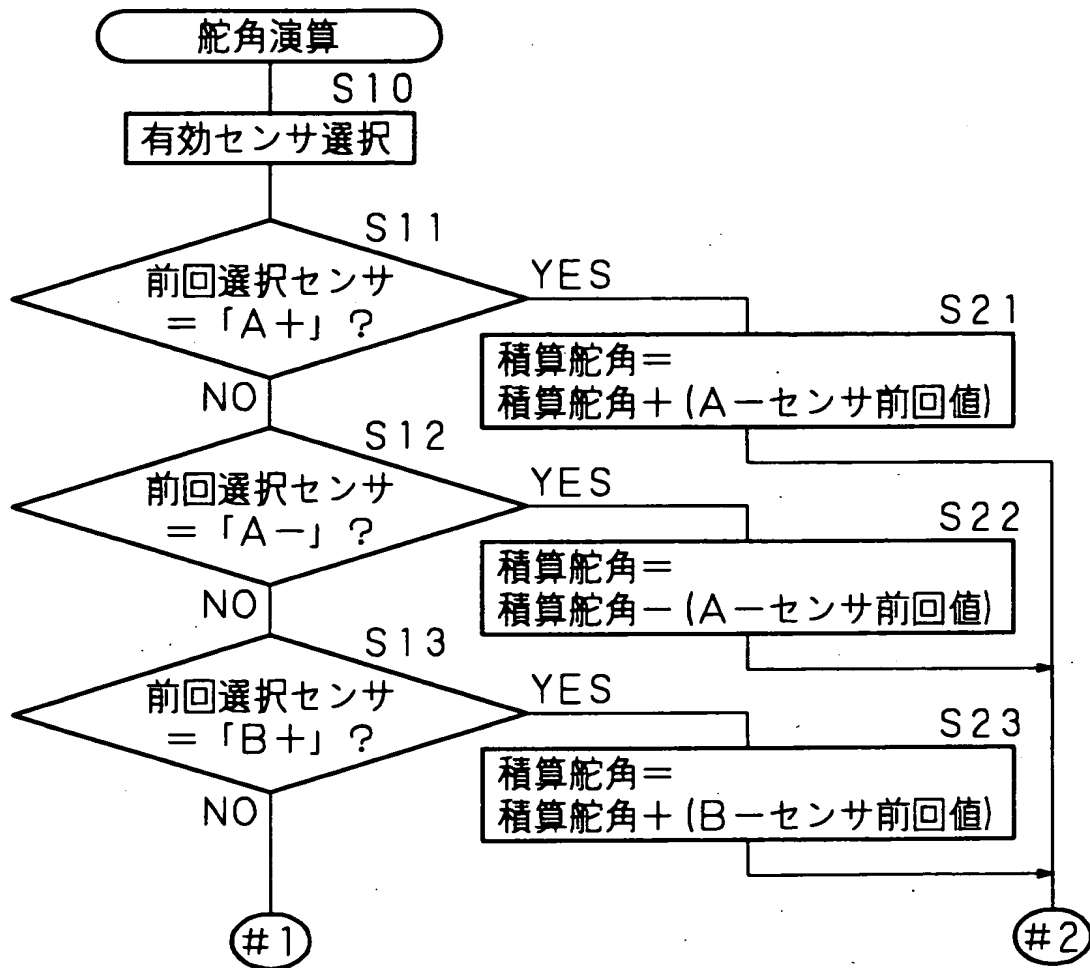 舵角演算
S10
有効センサ選択
S11
前回選択センサ
=「A+」?
YES
NO
S21
積算舵角=
積算舵角+(A-センサ前回値)
S12
前回選択センサ
=「A-」?
YES
NO
S22
積算舵角=
積算舵角-(A-センサ前回値)
S13
前回選択センサ
=「B+」?
YES
NO
S23
積算舵角=
積算舵角+(B-センサ前回値)
#1
#2